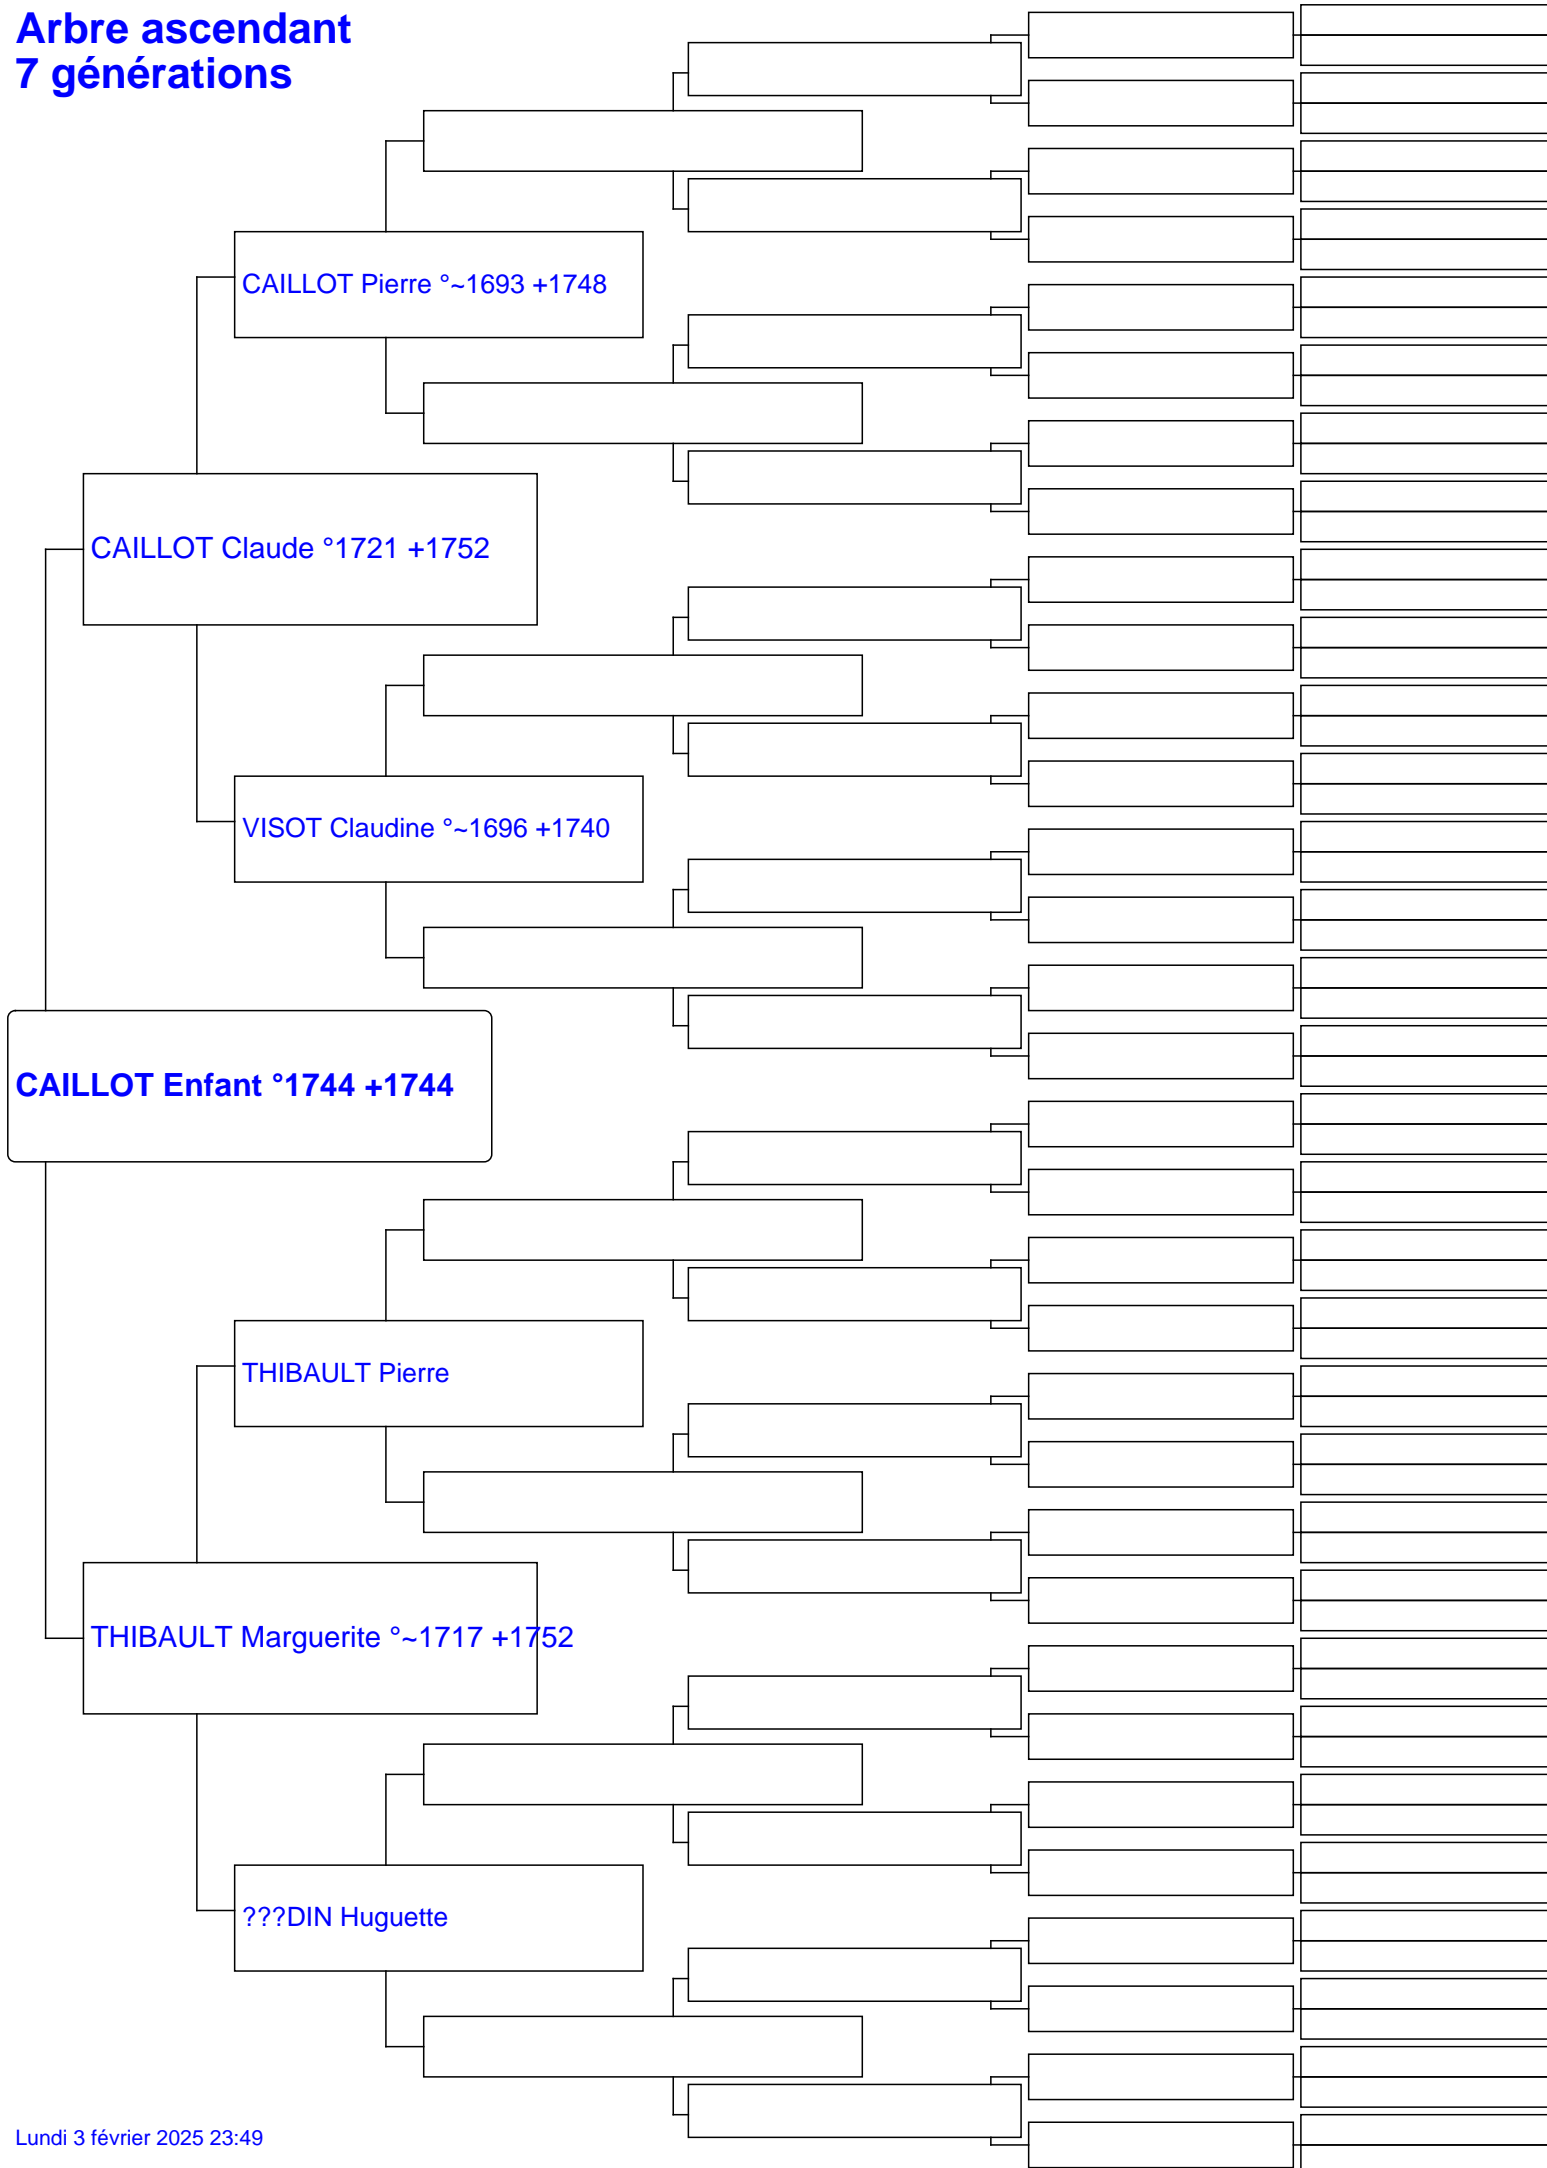 Arbre ascendant
7 générations
CAILLOT Pierre °~1693 +1748
CAILLOT Claude °1721 +1752
VISOT Claudine °~1696 +1740
CAILLOT Enfant °1744 +1744
THIBAULT Pierre
THIBAULT Marguerite °~1717 +1752
???DIN Huguette
Lundi 3 février 2025 23:49